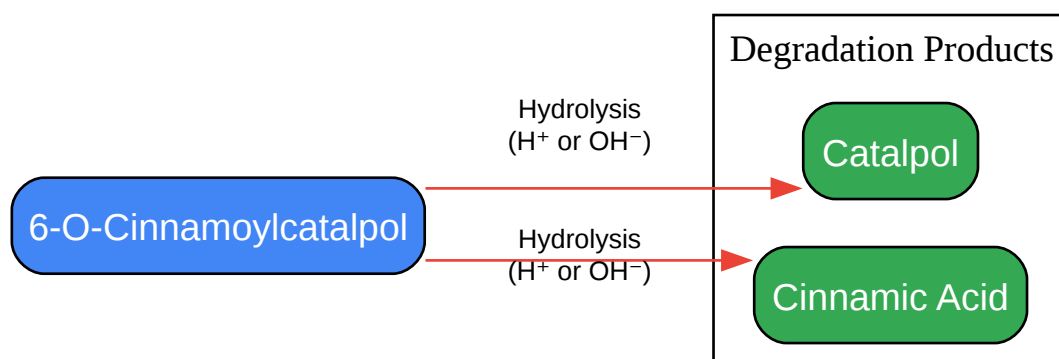 Degradation Products
Hydrolysis
(H⁺ or OH⁻)
Catalpol
6-O-Cinnamoylcatalpol
Hydrolysis
(H⁺ or OH⁻)
Cinnamic Acid